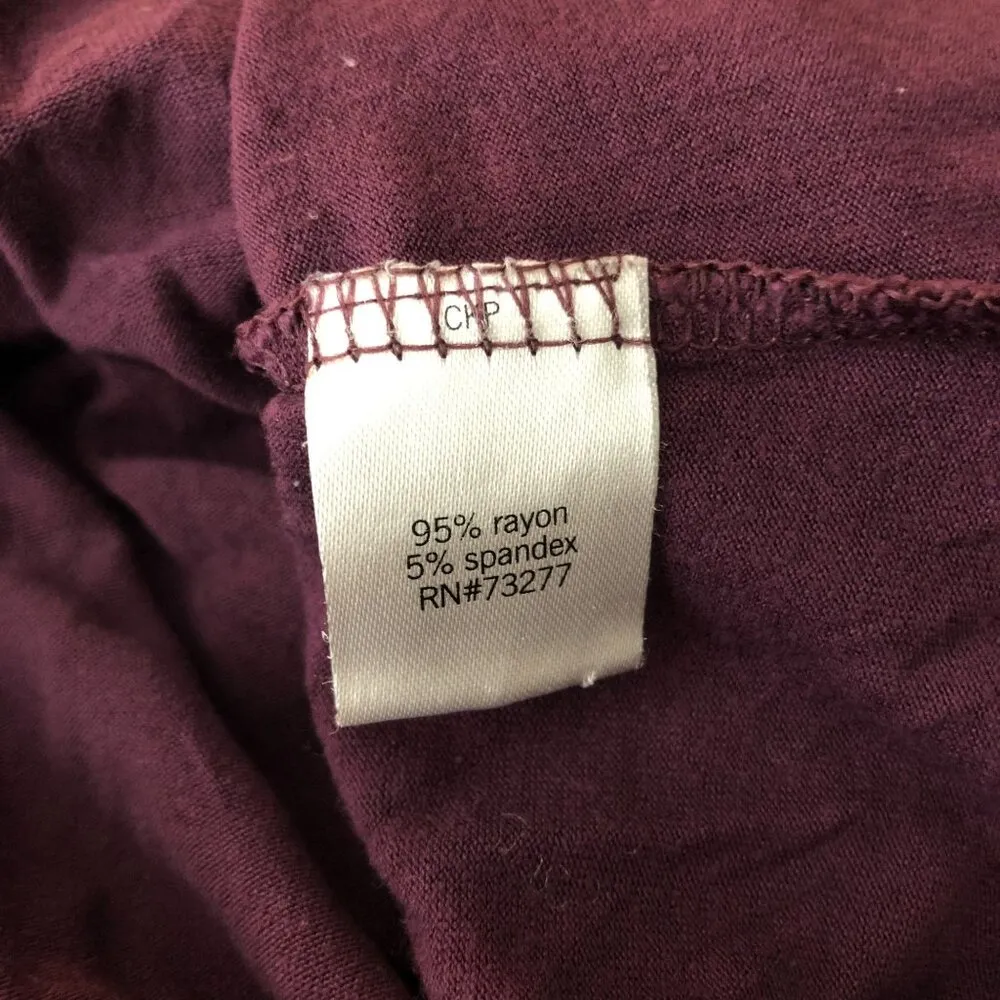 CHP
95% rayon
5% spandex
RN#73277